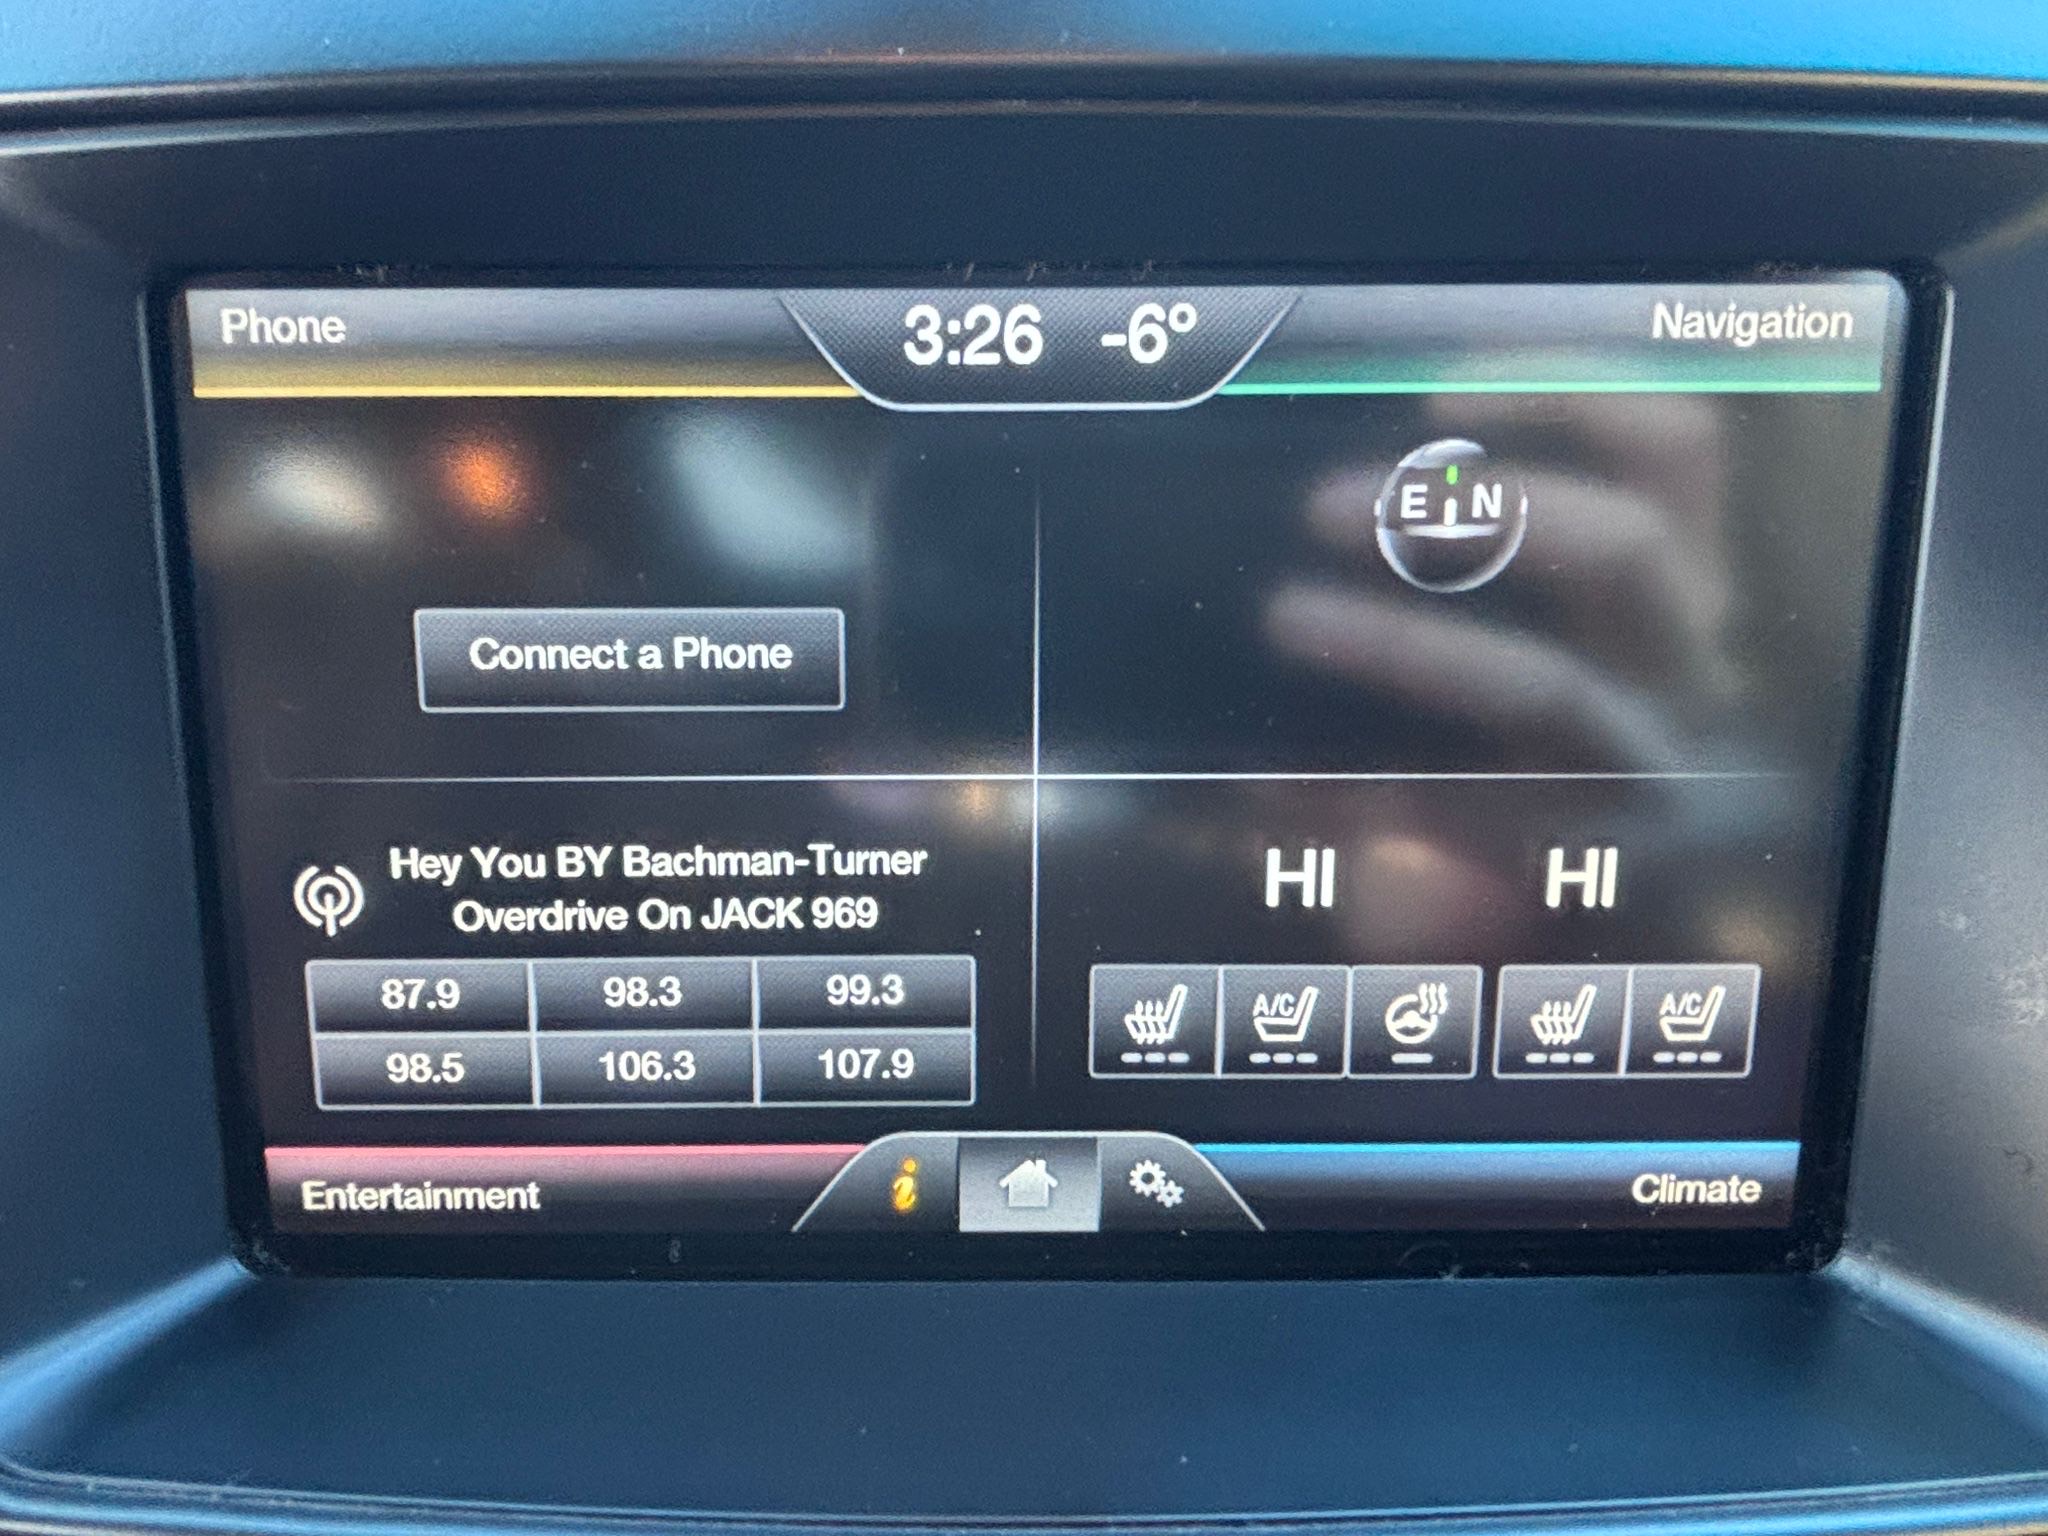 Phone
3:26 -6°
Navigation
E N
Connect a Phone
Hey You BY Bachman-Turner
Overdrive On JACK 969
87.9 98.3 99.3
98.5 106.3 107.9
HI HI
A/C A/C
Entertainment
i
Climate